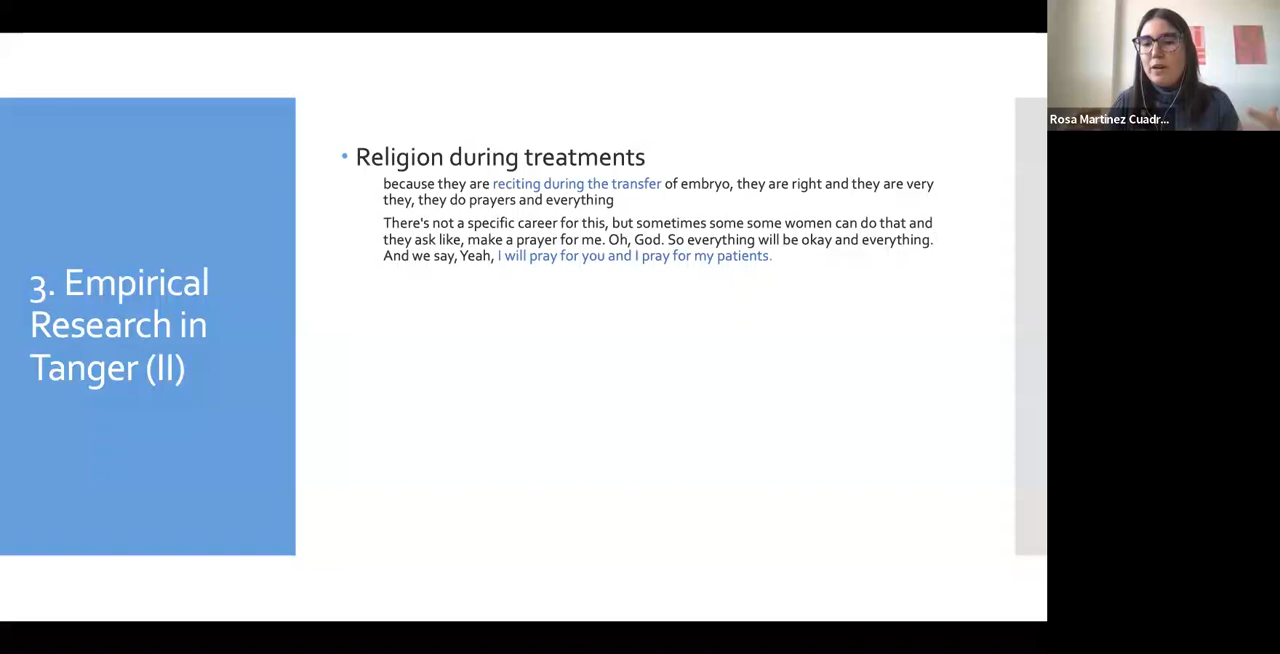 3. Empirical
Research in
Tanger (II)
• Religion during treatments
because they are reciting during the transfer of embryo, they are right and they are very
they, they do prayers and everything
There's not a specific career for this, but sometimes some some women can do that and
they ask like, make a prayer for me. Oh, God. So everything will be okay and everything.
And we say, Yeah, I will pray for you and I pray for my patients.
Rosa Martinez Cuadr...